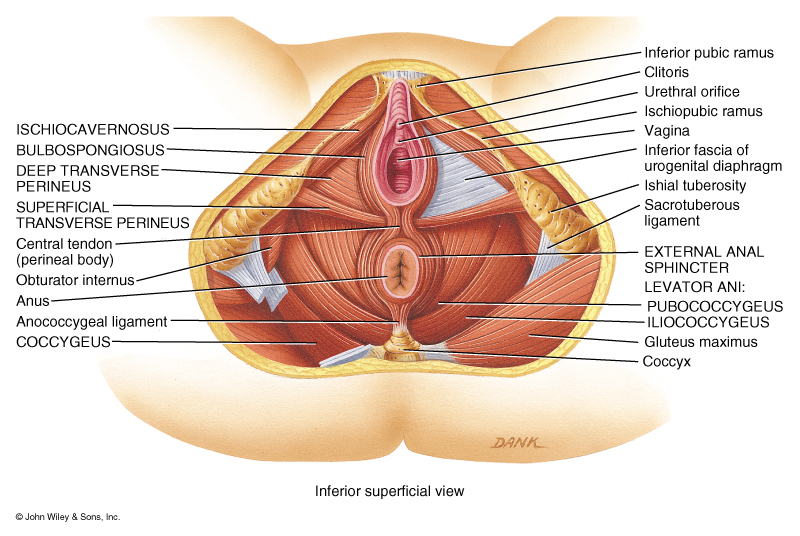 ISCHIOCAVERNOSUS
BULBOSPONGIOSUS
DEEP TRANSVERSE
PERINEUS
SUPERFICIAL
TRANSVERSE PERINEUS
Central tendon
(perineal body)
Obturator internus
Anus
Anococcygeal ligament
COCCYGEUS
Inferior pubic ramus
Clitoris
Urethral orifice
Ischiopubic ramus
Vagina
Inferior fascia of
urogenital diaphragm
Ishial tuberosity
Sacrotuberous
ligament
EXTERNAL ANAL
SPHINCTER
LEVATOR ANI:
PUBOCOCCYGEUS
ILIOCOCCYGEUS
Gluteus maximus
Coccyx
DANK
Inferior superficial view
© John Wiley & Sons, Inc.